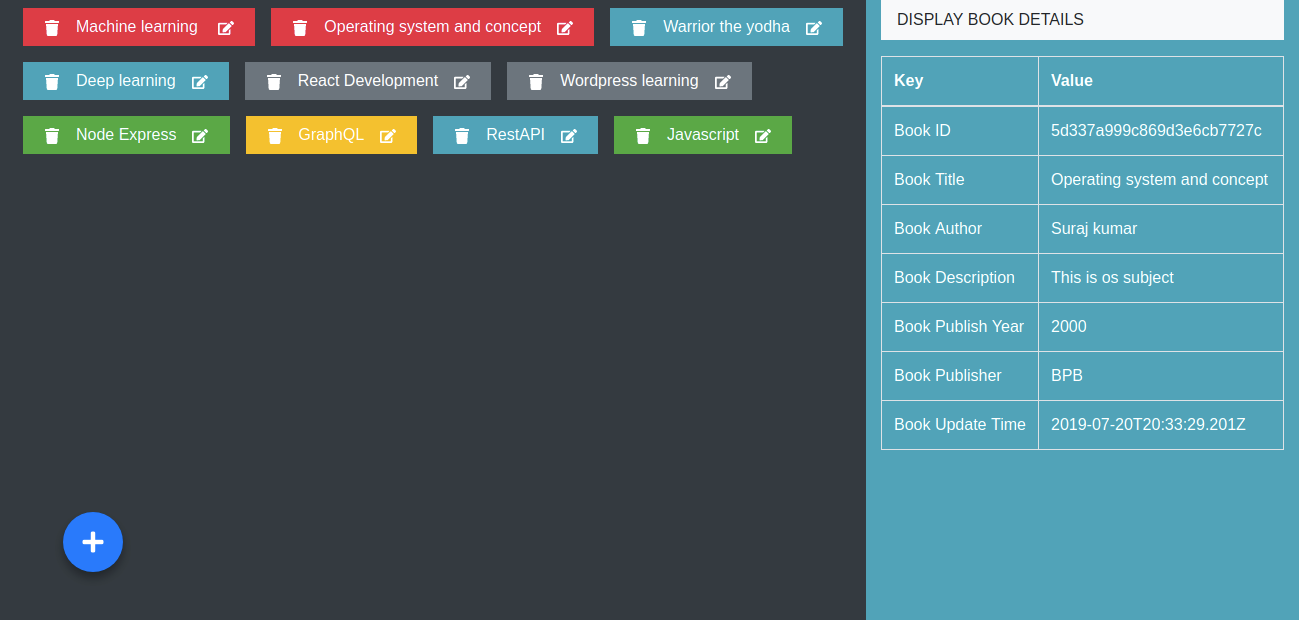 Machine learning Operating system and concept Warrior the yodha
Deep learning React Development Wordpress learning
Node Express GraphQL RestAPI Javascript
DISPLAY BOOK DETAILS
Key Value
Book ID 5d337a999c869d3e6cb7727c
Book Title Operating system and concept
Book Author Suraj kumar
Book Description This is os subject
Book Publish Year 2000
Book Publisher BPB
Book Update Time 2019-07-20T20:33:29.201Z